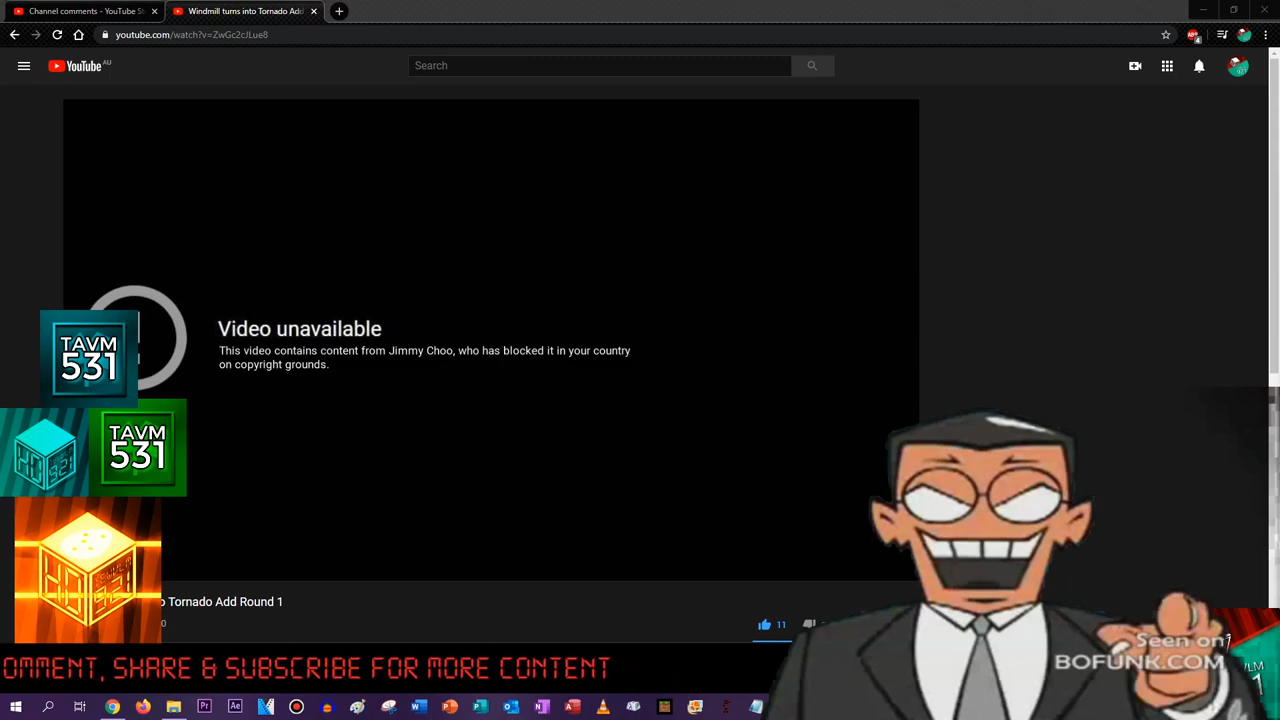 Channel comments - YouTube St
Windmill turns into Tornado Add
youtube.com/watch?v=ZwGc2cJLue8
4
YouTube AU
Search
Video unavailable
This video contains content from Jimmy Choo, who has blocked it in your country
on copyright grounds.
TAVM
531
TAVM
531
921
Tornado Add Round 1
11
Seen on
BOFUNK.COM
OMMENT, SHARE & SUBSCRIBE FOR MORE CONTENT